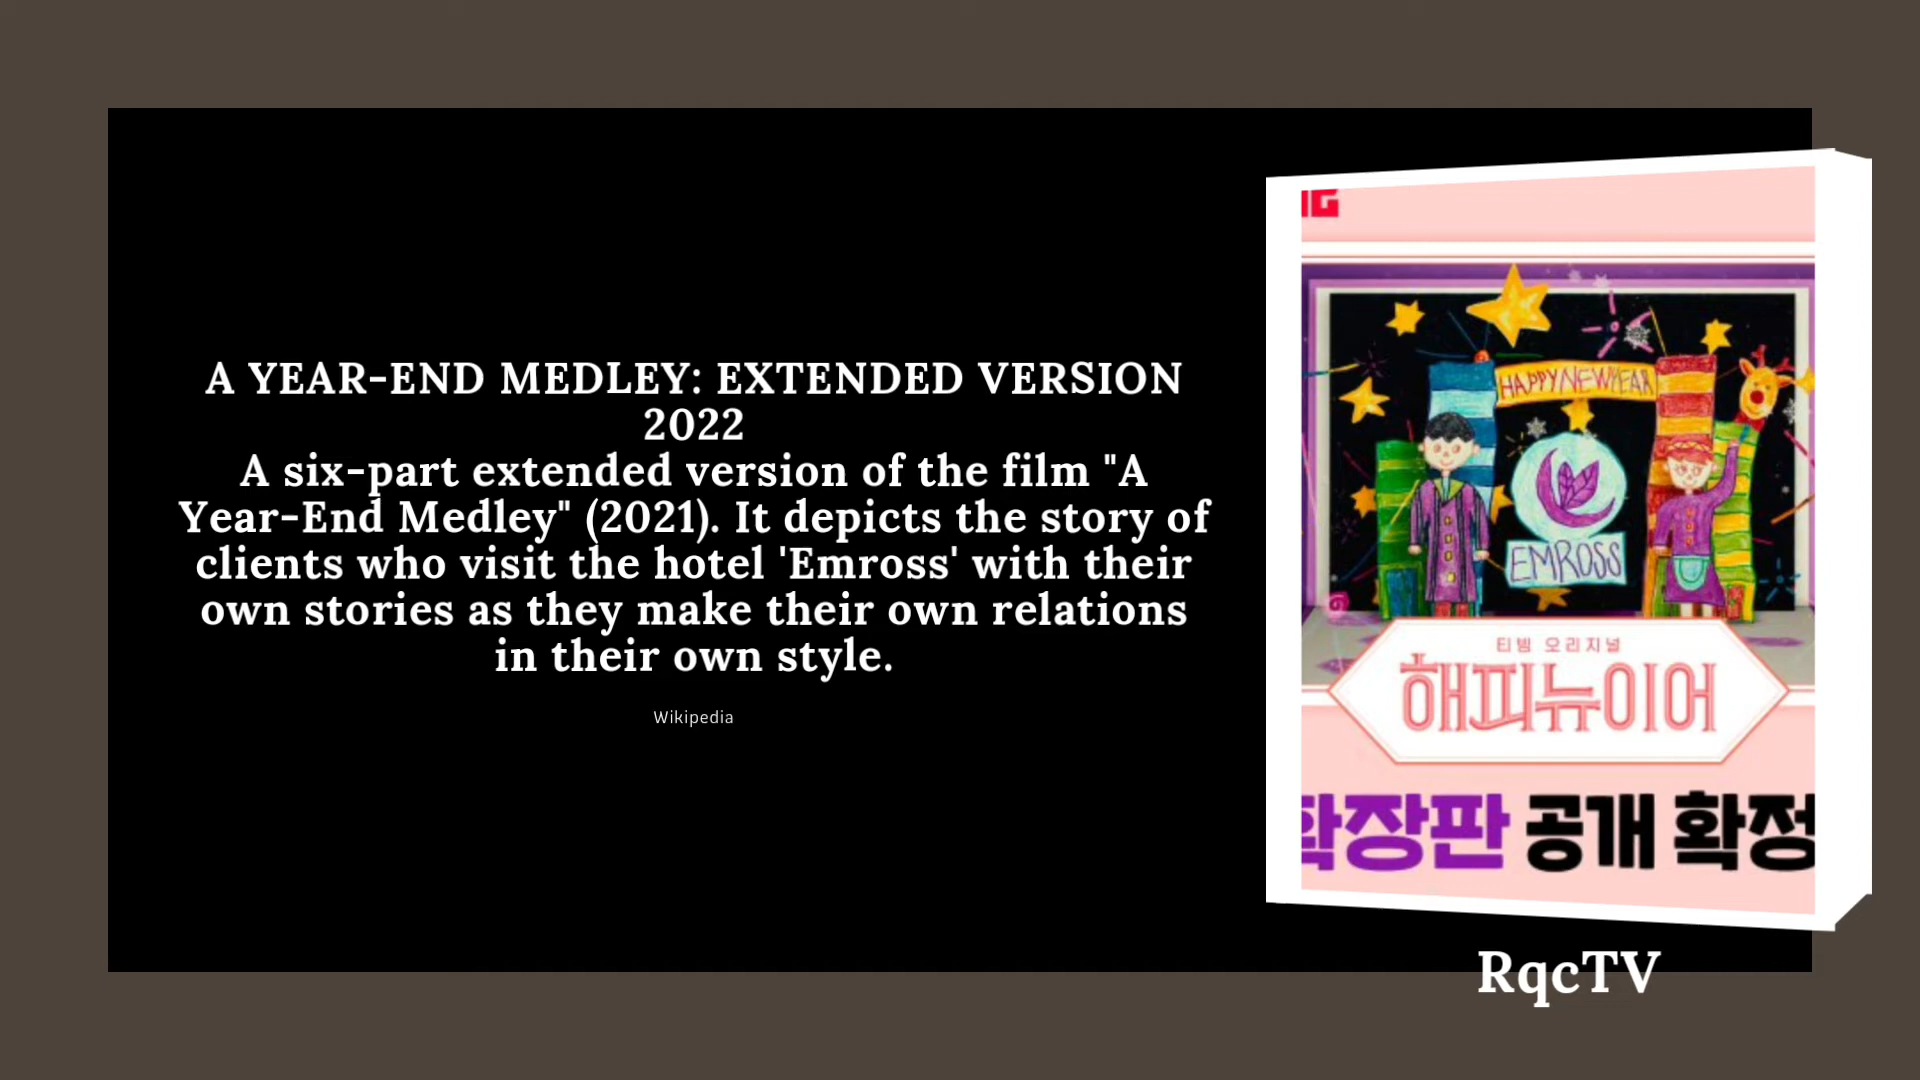 A YEAR-END MEDLEY: EXTENDED VERSION
2022
A six-part extended version of the film "A
Year-End Medley" (2021). It depicts the story of
clients who visit the hotel 'Emross' with their
own stories as they make their own relations
in their own style.
Wikipedia
HAPPY NEW YEAR
EMROSS
티빙 오리지널
해피뉴이어
확장판 공개 확정
RqcTV